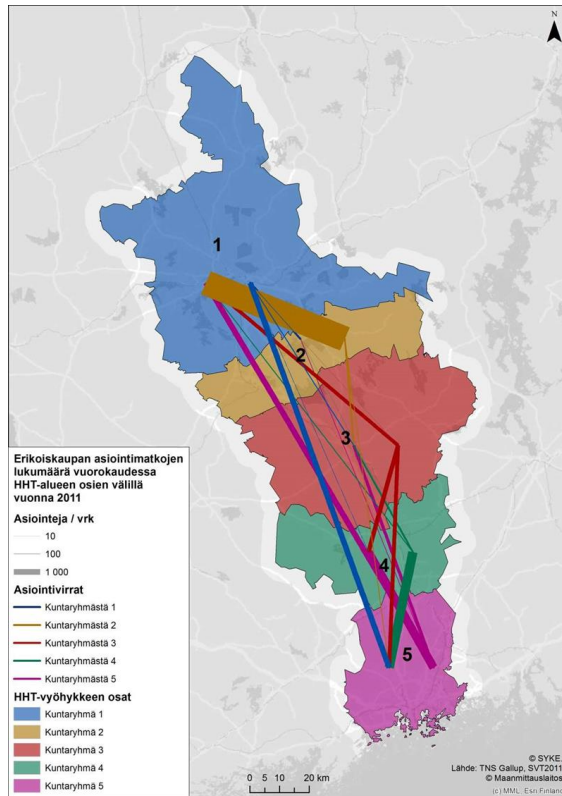 N
1
2
3
4
5
Erikoiskaupan asiointimatkojen
lukumäärä vuorokaudessa
HHT-alueen osien välillä
vuonna 2011
Asiointeja / vrk
10
100
1 000
Asiointivirrat
Kuntaryhmästä 1
Kuntaryhmästä 2
Kuntaryhmästä 3
Kuntaryhmästä 4
Kuntaryhmästä 5
HHT-vyöhykkeen osat
Kuntaryhmä 1
Kuntaryhmä 2
Kuntaryhmä 3
Kuntaryhmä 4
Kuntaryhmä 5
0 5 10 20 km
© SYKE,
Lähde: TNS Gallup, SVT2011
© Maanmittauslaitos
(c) MML, Esri Finland